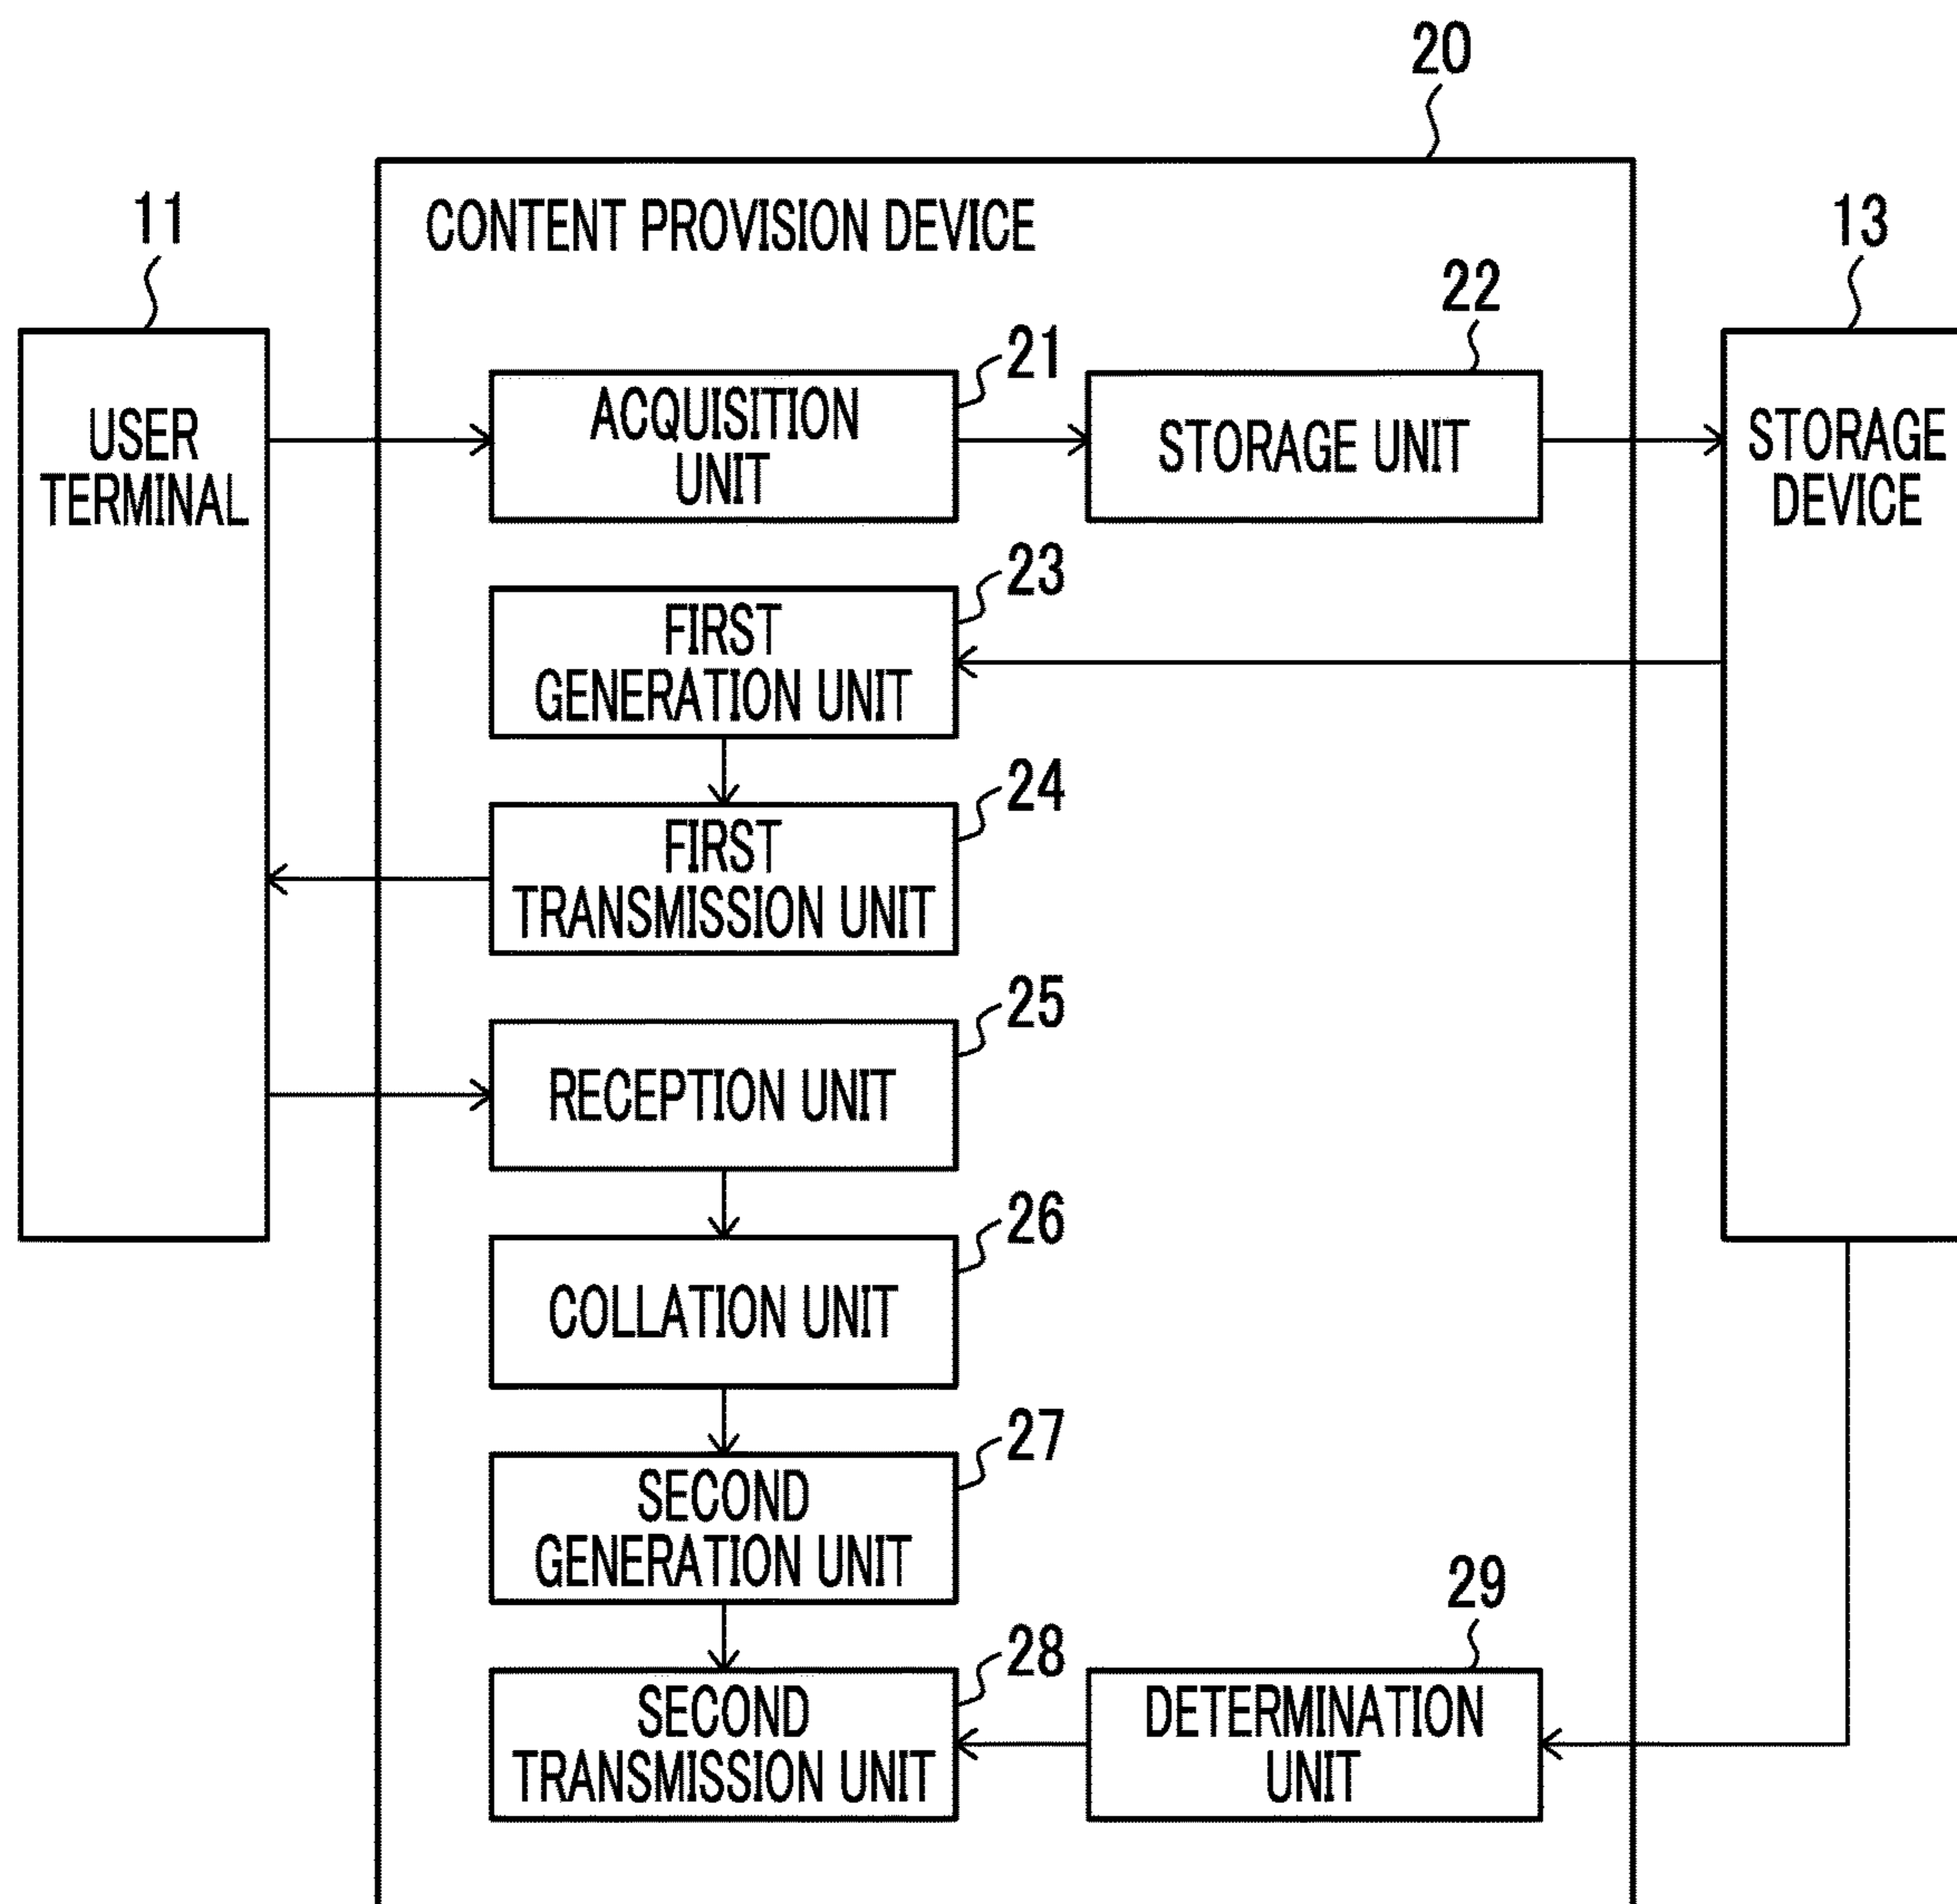 20
11
CONTENT PROVISION DEVICE
13
22
21
USER
TERMINAL
ACQUISITION
UNIT
STORAGE UNIT
STORAGE
DEVICE
23
FIRST
GENERATION UNIT
24
FIRST
TRANSMISSION UNIT
25
RECEPTION UNIT
26
COLLATION UNIT
27
SECOND
GENERATION UNIT
29
28
SECOND
TRANSMISSION UNIT
DETERMINATION
UNIT